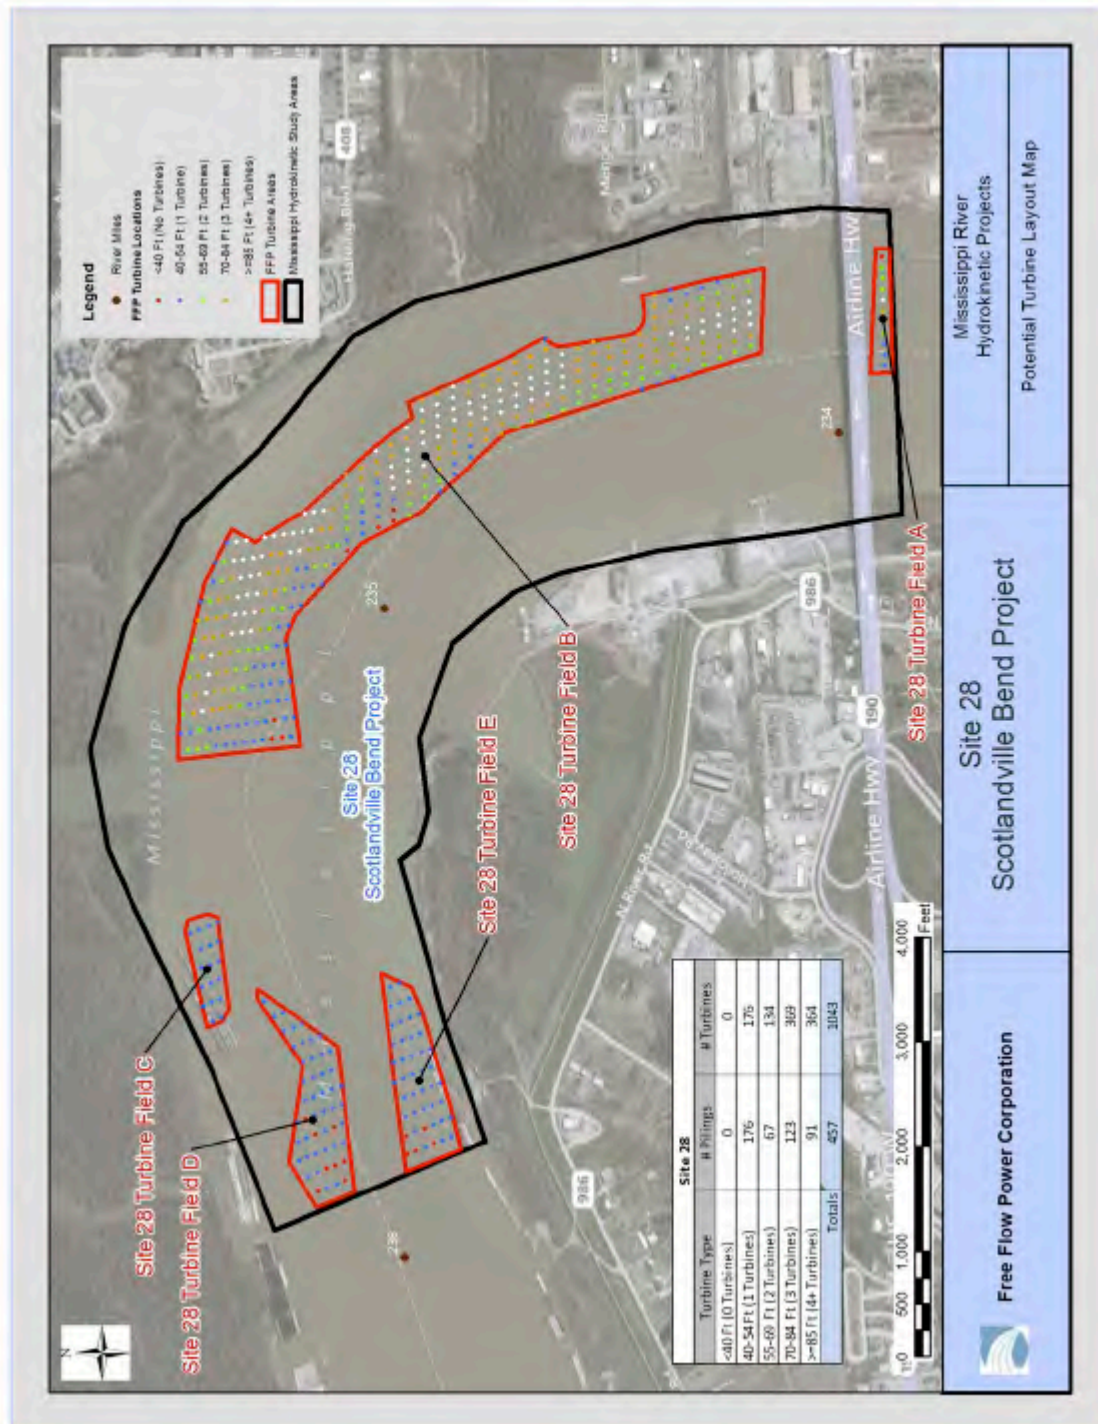 N
Legend
River Miles
FFP Turbine Locations
<40 Ft (No Turbines)
40-54 Ft (1 Turbine)
55-69 Ft (2 Turbines)
70-84 Ft (3 Turbines)
>=85 Ft (4+ Turbines)
FFP Turbine Areas
Mississippi Hydrokinetic Study Areas
408
Site 28 Turbine Field C
Site 28 Turbine Field D
Mississippi
Mississippi
235
234
Site 28
Scotlandville Bend Project
Site 28 Turbine Field E
Site 28 Turbine Field B
Site 28 Turbine Field A
Airline Hwy
Airline Hwy
190
986
986
N River Rd
Site 28
Turbine Type # Pilings # Turbines
<40 Ft (0 Turbines) 0 0
40-54 Ft (1 Turbines) 176 176
55-69 Ft (2 Turbines) 67 134
70-84 Ft (3 Turbines) 123 369
>=85 Ft (4+ Turbines) 91 364
Totals 457 1043
0 500 1,000 2,000 3,000 4,000
Feet
Free Flow Power Corporation
Site 28
Scotlandville Bend Project
Mississippi River
Hydrokinetic Projects
Potential Turbine Layout Map